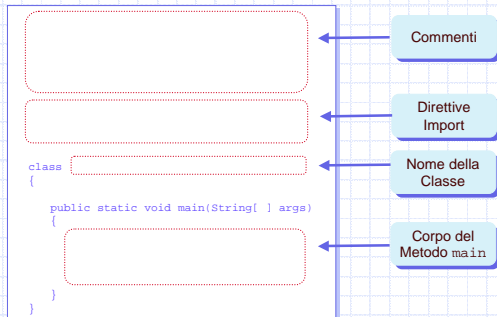 Commenti
Direttive
Import
class
Nome della
Classe
{
public static void main(String[ ] args)
{
Corpo del
Metodo main
}
}